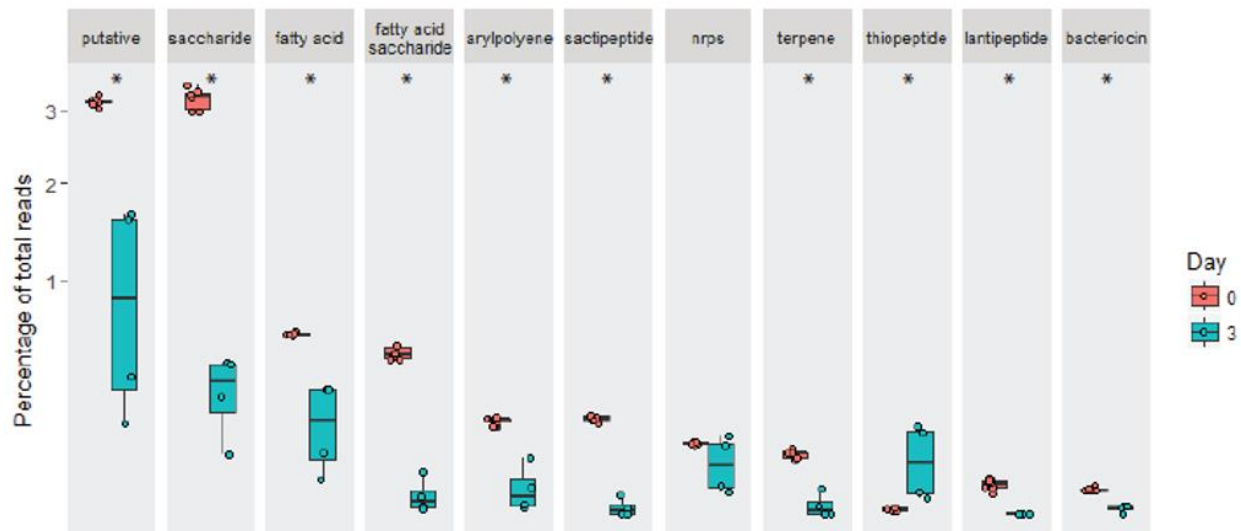 putative
saccharide
fatty acid
fatty acid
saccharide
arylpolyene
sactipeptide
nrps
terpene
thiopeptide
lantipeptide
bacteriocin
* * * * * * * * * *
3
2
1
Percentage of total reads
Day
0
3